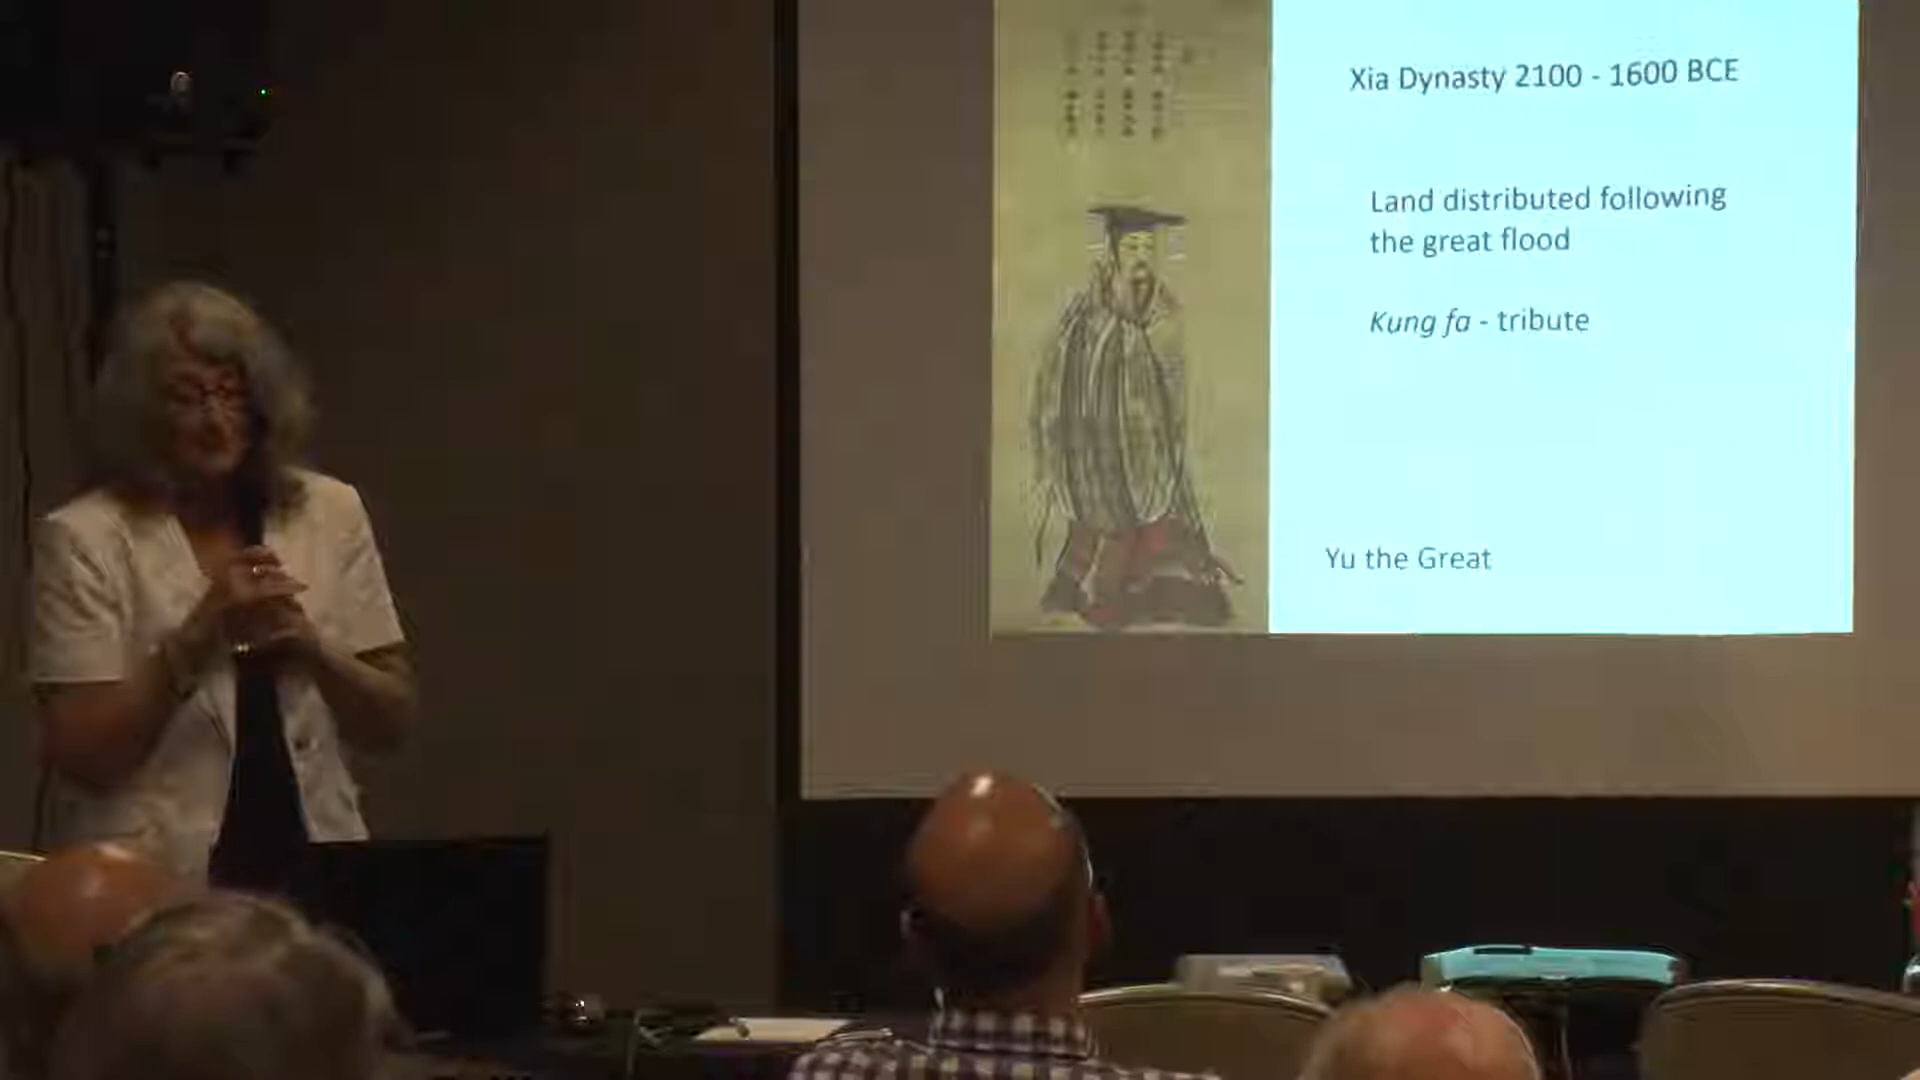 Xia Dynasty 2100 - 1600 BCE
Land distributed following
the great flood
Kung fa - tribute
Yu the Great